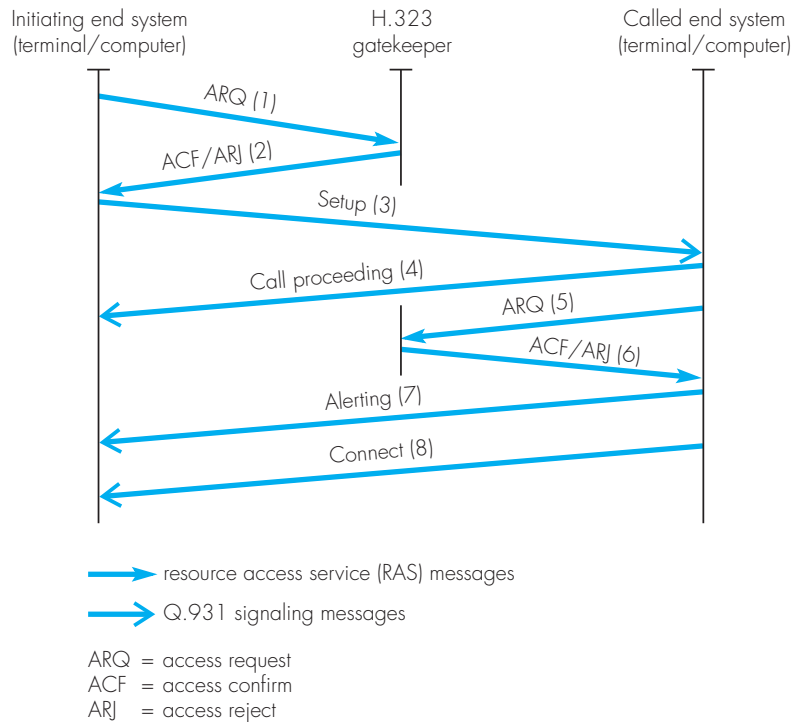 Initiating end system
(terminal/computer)
H.323
gatekeeper
Called end system
(terminal/computer)
ARQ (1)
ACF/ARJ (2)
Setup (3)
Call proceeding (4)
ARQ (5)
ACF/ARJ (6)
Alerting (7)
Connect (8)
resource access service (RAS) messages
Q.931 signaling messages
ARQ = access request
ACF = access confirm
ARJ = access reject